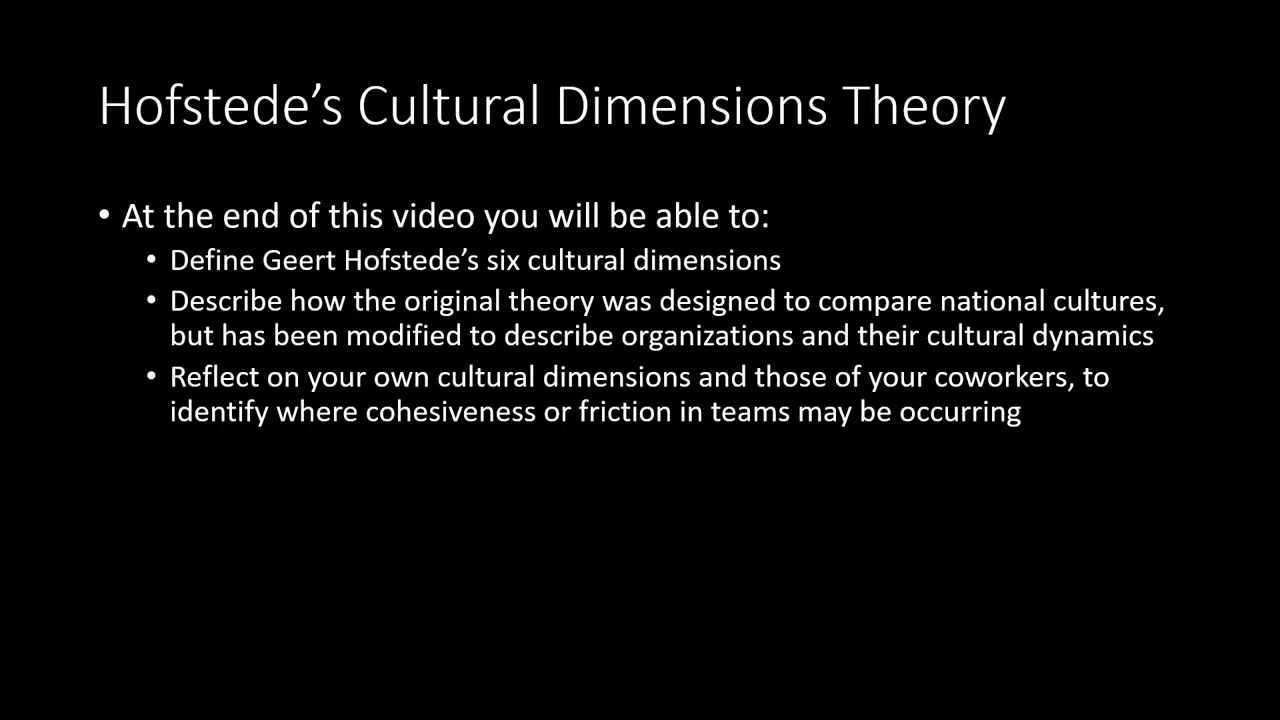 Hofstede’s Cultural Dimensions Theory
• At the end of this video you will be able to:
• Define Geert Hofstede’s six cultural dimensions
• Describe how the original theory was designed to compare national cultures,
but has been modified to describe organizations and their cultural dynamics
• Reflect on your own cultural dimensions and those of your coworkers, to
identify where cohesiveness or friction in teams may be occurring